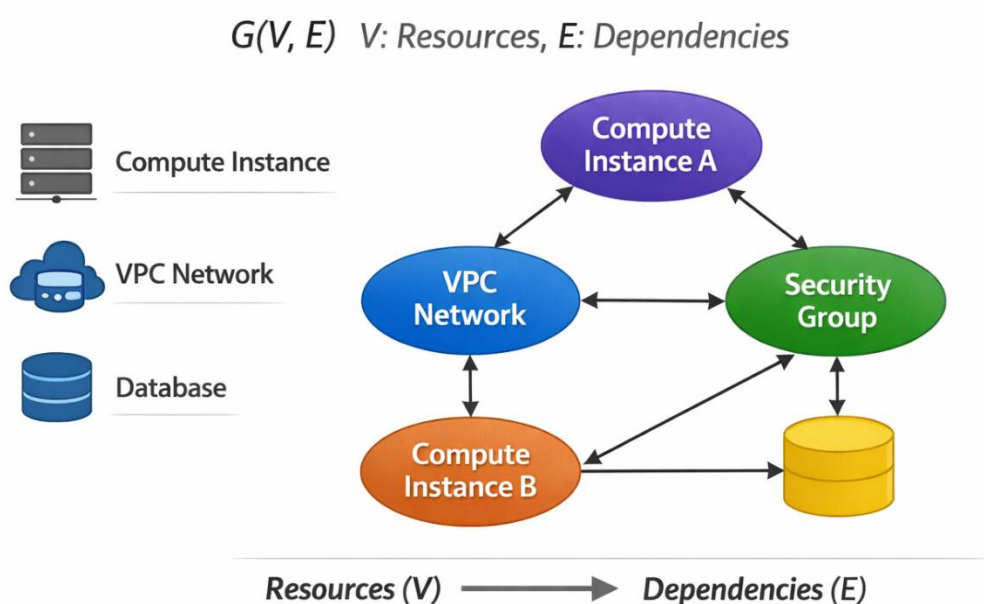 G(V, E) V: Resources, E: Dependencies
Compute Instance
VPC Network
Database
Compute
Instance A
VPC
Network
Security
Group
Compute
Instance B
Resources (V) Dependencies (E)